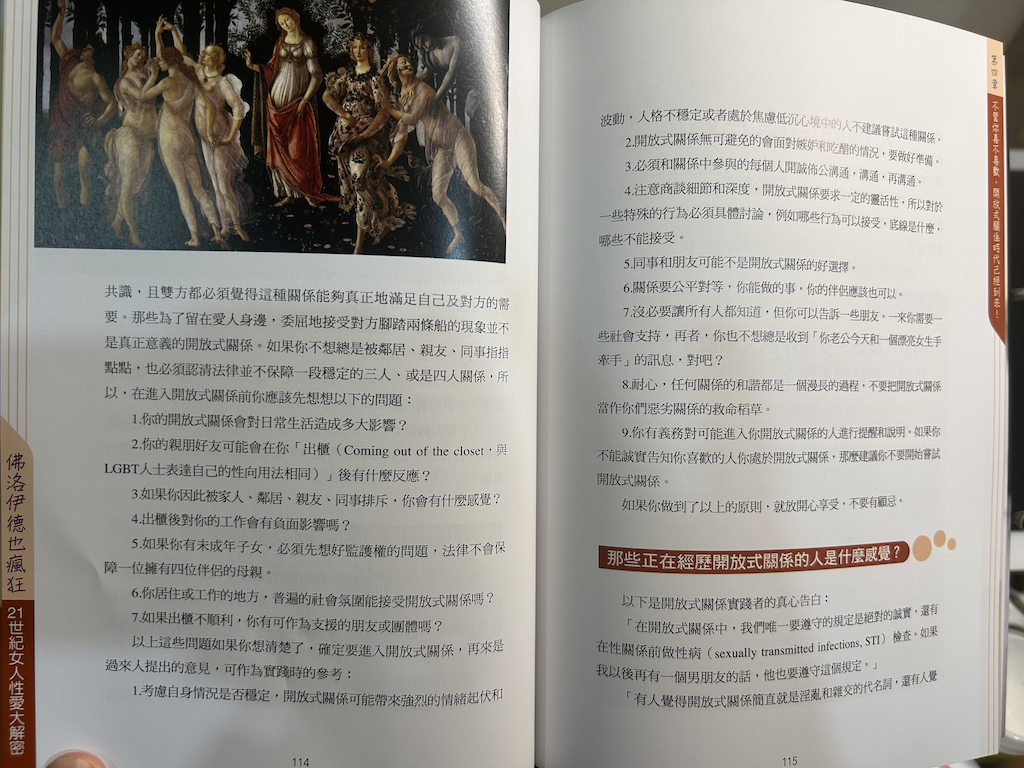 共識，且雙方都必須覺得這種關係能夠真正地滿足自己及對方的需
要。那些為了留在愛人身邊，委屈地接受對方腳踏兩條船的現象並不
是真正意義的開放式關係。如果你不想總是被鄰居、親友、同事指指
點點，也必須認清法律並不保障一段穩定的三人、或是四人關係，所
以，在進入開放式關係前你應該先想想以下的問題：
1.你的開放式關係會對日常生活造成多大影響？
2.你的親朋好友可能會在你「出櫃（Coming out of the closet，與
LGBT人士表達自己的性向用法相同）」後有什麼反應？
3.如果你因此被家人、鄰居、親友、同事排斥，你會有什麼感覺？
4.出櫃後對你的工作會有負面影響嗎？
5.如果你有未成年子女，必須先想好監護權的問題，法律不會保
障一位擁有四位伴侶的母親。
6.你居住或工作的地方，普遍的社會氛圍能接受開放式關係嗎？
7.如果出櫃不順利，你有可作為支援的朋友或團體嗎？
以上這些問題如果你想清楚了，確定要進入開放式關係，再來是
過來人提出的意見，可作為實踐時的參考：
1.考慮自身情況是否穩定，開放式關係可能帶來強烈的情緒起伏和
佛洛伊德也瘋狂
21世紀女人性愛大解密
114
波動，人格不穩定或者處於焦慮低沉心境中的人不建議嘗試這種關係。
2.開放式關係無可避免的會面對嫉妒和吃醋的情況，要做好準備。
3.必須和關係中參與的每個人開誠佈公溝通，溝通，再溝通。
4.注意商談細節和深度，開放式關係要求一定的靈活性，所以對於
一些特殊的行為必須具體討論，例如哪些行為可以接受，底線是什麼，
哪些不能接受。
5.同事和朋友可能不是開放式關係的好選擇。
6.關係要公平對等，你能做的事，你的伴侶應該也可以。
7.沒必要讓所有人都知道，但你可以告訴一些朋友。一來你需要一
些社會支持，再者，你也不想總是收到「你老公今天和一個漂亮女生手
牽手」的訊息，對吧？
8.耐心，任何關係的和諧都是一個漫長的過程，不要把開放式關係
當作你們惡劣關係的救命稻草。
9.你有義務對可能進入你開放式關係的人進行提醒和說明。如果你
不能誠實告知你喜歡的人你處於開放式關係，那麼建議你不要開始嘗試
開放式關係。
如果你做到了以上的原則，就放開心享受，不要有顧忌。
那些正在經歷開放式關係的人是什麼感覺？
以下是開放式關係實踐者的真心告白：
「在開放式關係中，我們唯一要遵守的規定是絕對的誠實，還有
在性關係前做性病（sexually transmitted infections, STI）檢查。如果
我以後再有一個男朋友的話，他也要遵守這個規定。」
「有人覺得開放式關係簡直就是淫亂和雜交的代名詞，還有人覺
第四章
不管你喜不喜歡，開放式關係時代已經到來！
115